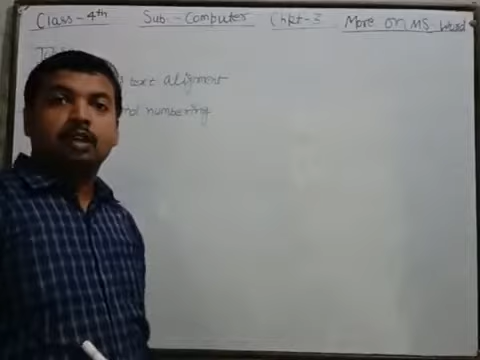 Class - 4th Sub - Computer Chpt - 3 More on MS Word
text alignment
numbering